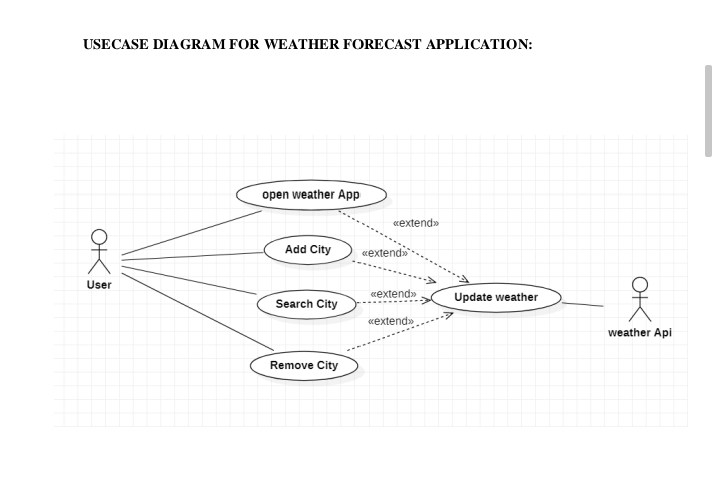 USECASE DIAGRAM FOR WEATHER FORECAST APPLICATION:
open weather App
«extend»
Add City
«extend»
User
Search City
«extend»
Update weather
«extend»
weather Api
Remove City